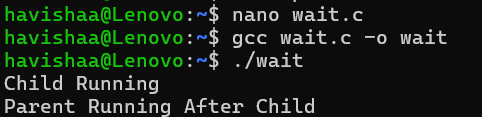 havishaa@Lenovo:~$ nano wait.c
havishaa@Lenovo:~$ gcc wait.c -o wait
havishaa@Lenovo:~$ ./wait
Child Running
Parent Running After Child